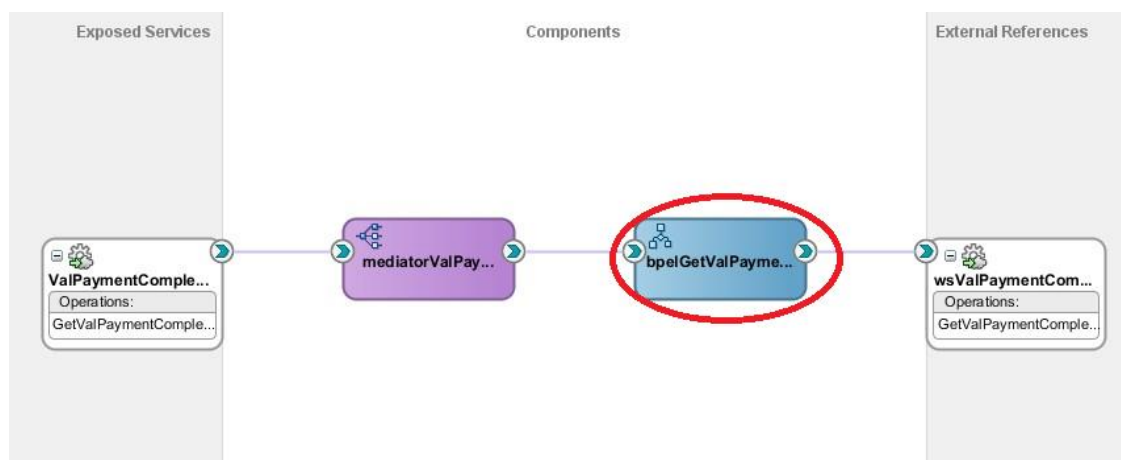 Exposed Services
Components
External References
ValPaymentComple...
Operations:
GetValPaymentComple...
mediatorValPay...
bpelGetValPayme...
wsValPaymentCom...
Operations:
GetValPaymentComple...